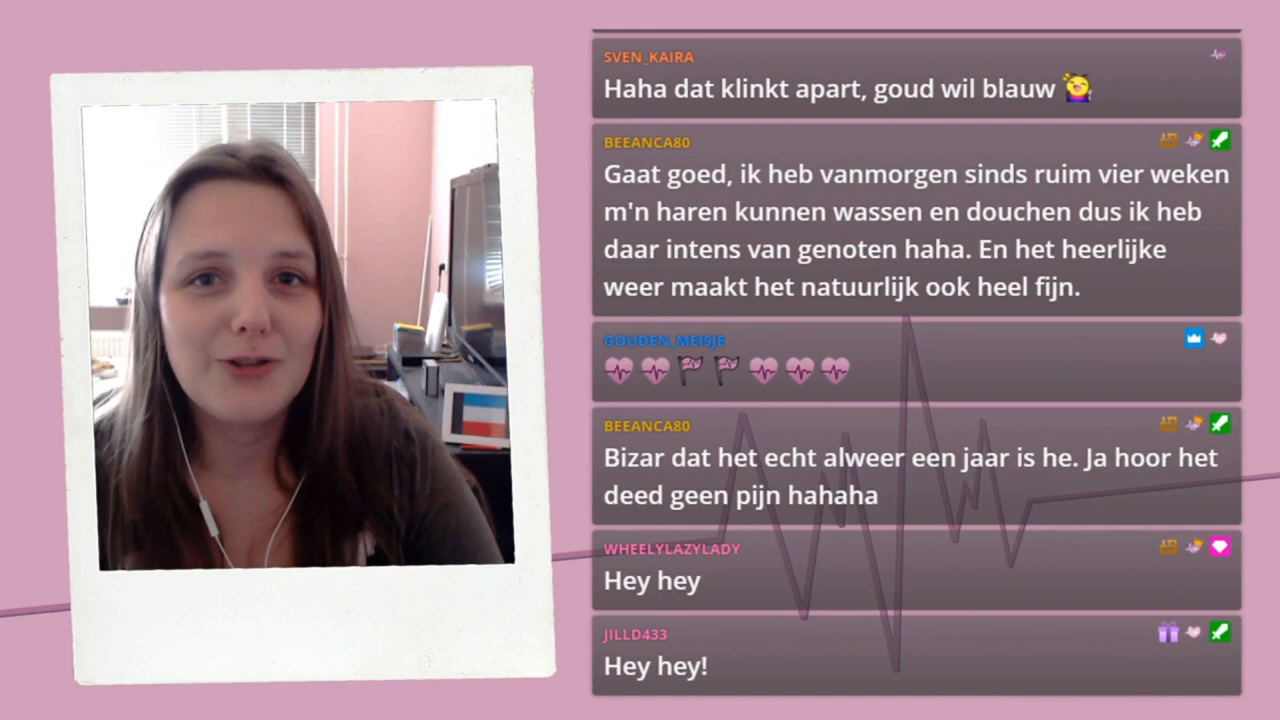 SVEN_KAIRA
Haha dat klinkt apart, goud wil blauw
BEEANCA80
Gaat goed, ik heb vanmorgen sinds ruim vier weken
m'n haren kunnen wassen en douchen dus ik heb
daar intens van genoten haha. En het heerlijke
weer maakt het natuurlijk ook heel fijn.
GOUDEN_MEISJE
BEEANCA80
Bizar dat het echt alweer een jaar is he. Ja hoor het
deed geen pijn hahaha
WHEELYLAZYLADY
Hey hey
JILLD433
Hey hey!